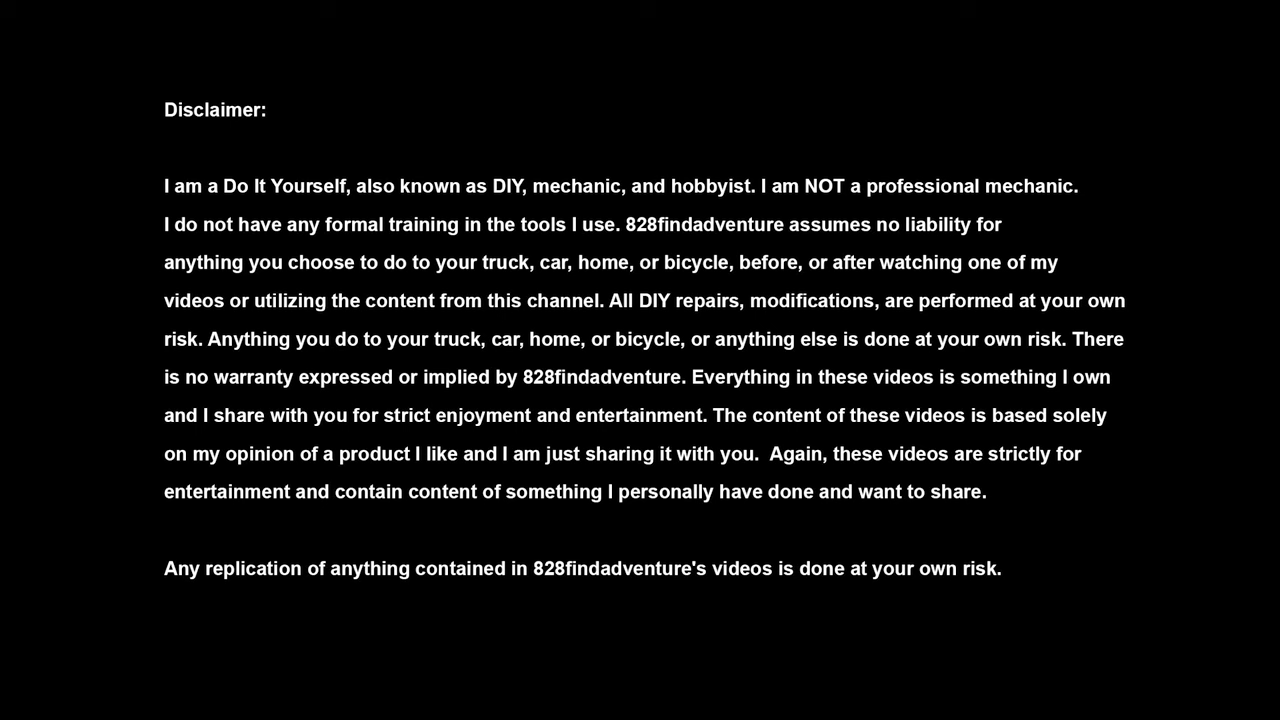 Disclaimer:
I am a Do It Yourself, also known as DIY, mechanic, and hobbyist. I am NOT a professional mechanic.
I do not have any formal training in the tools I use. 828findadventure assumes no liability for
anything you choose to do to your truck, car, home, or bicycle, before, or after watching one of my
videos or utilizing the content from this channel. All DIY repairs, modifications, are performed at your own
risk. Anything you do to your truck, car, home, or bicycle, or anything else is done at your own risk. There
is no warranty expressed or implied by 828findadventure. Everything in these videos is something I own
and I share with you for strict enjoyment and entertainment. The content of these videos is based solely
on my opinion of a product I like and I am just sharing it with you.  Again, these videos are strictly for
entertainment and contain content of something I personally have done and want to share.
Any replication of anything contained in 828findadventure's videos is done at your own risk.